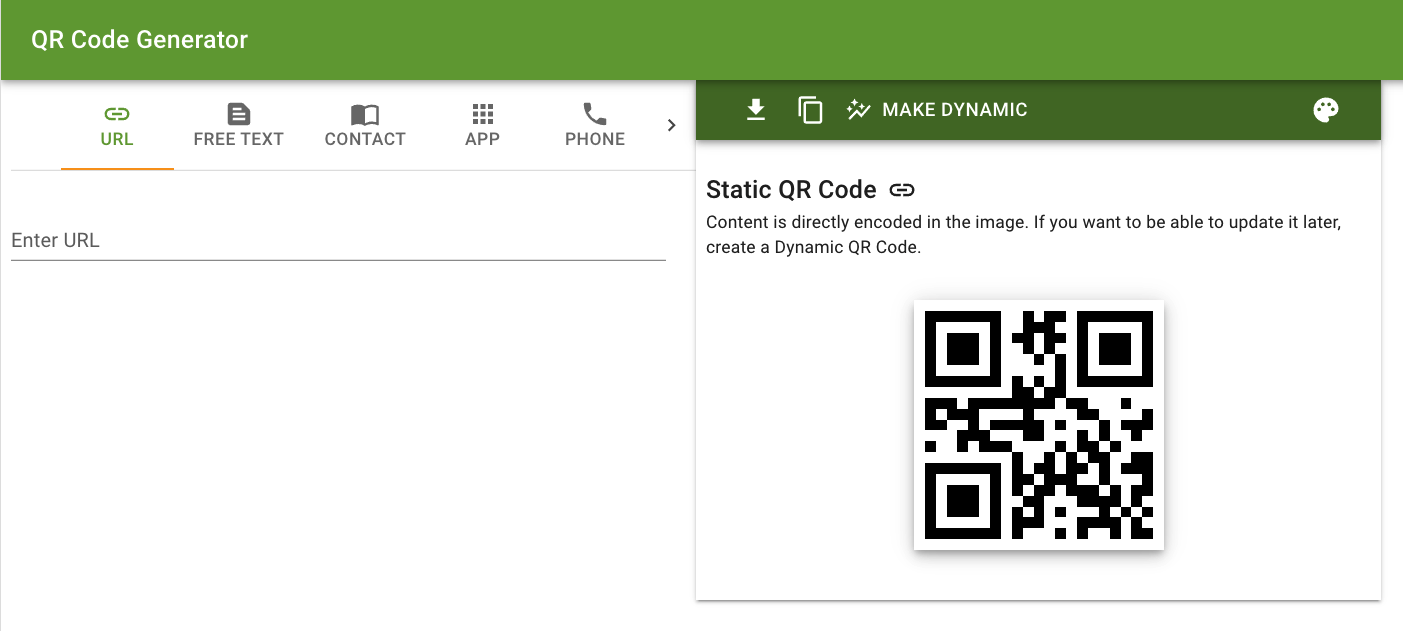 QR Code Generator
URL
FREE TEXT
CONTACT
APP
PHONE
MAKE DYNAMIC
Enter URL
Static QR Code
Content is directly encoded in the image. If you want to be able to update it later,
create a Dynamic QR Code.